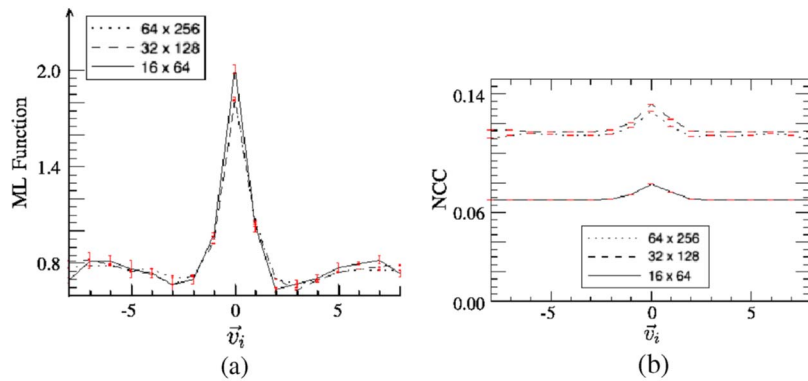 64 x 256
32 x 128
16 x 64
2.0
1.4
0.8
ML Function
-5 0 5
v⃗i
(a)
0.14
0.06
0.00
NCC
64 x 256
32 x 128
16 x 64
-5 0 5
v⃗i
(b)